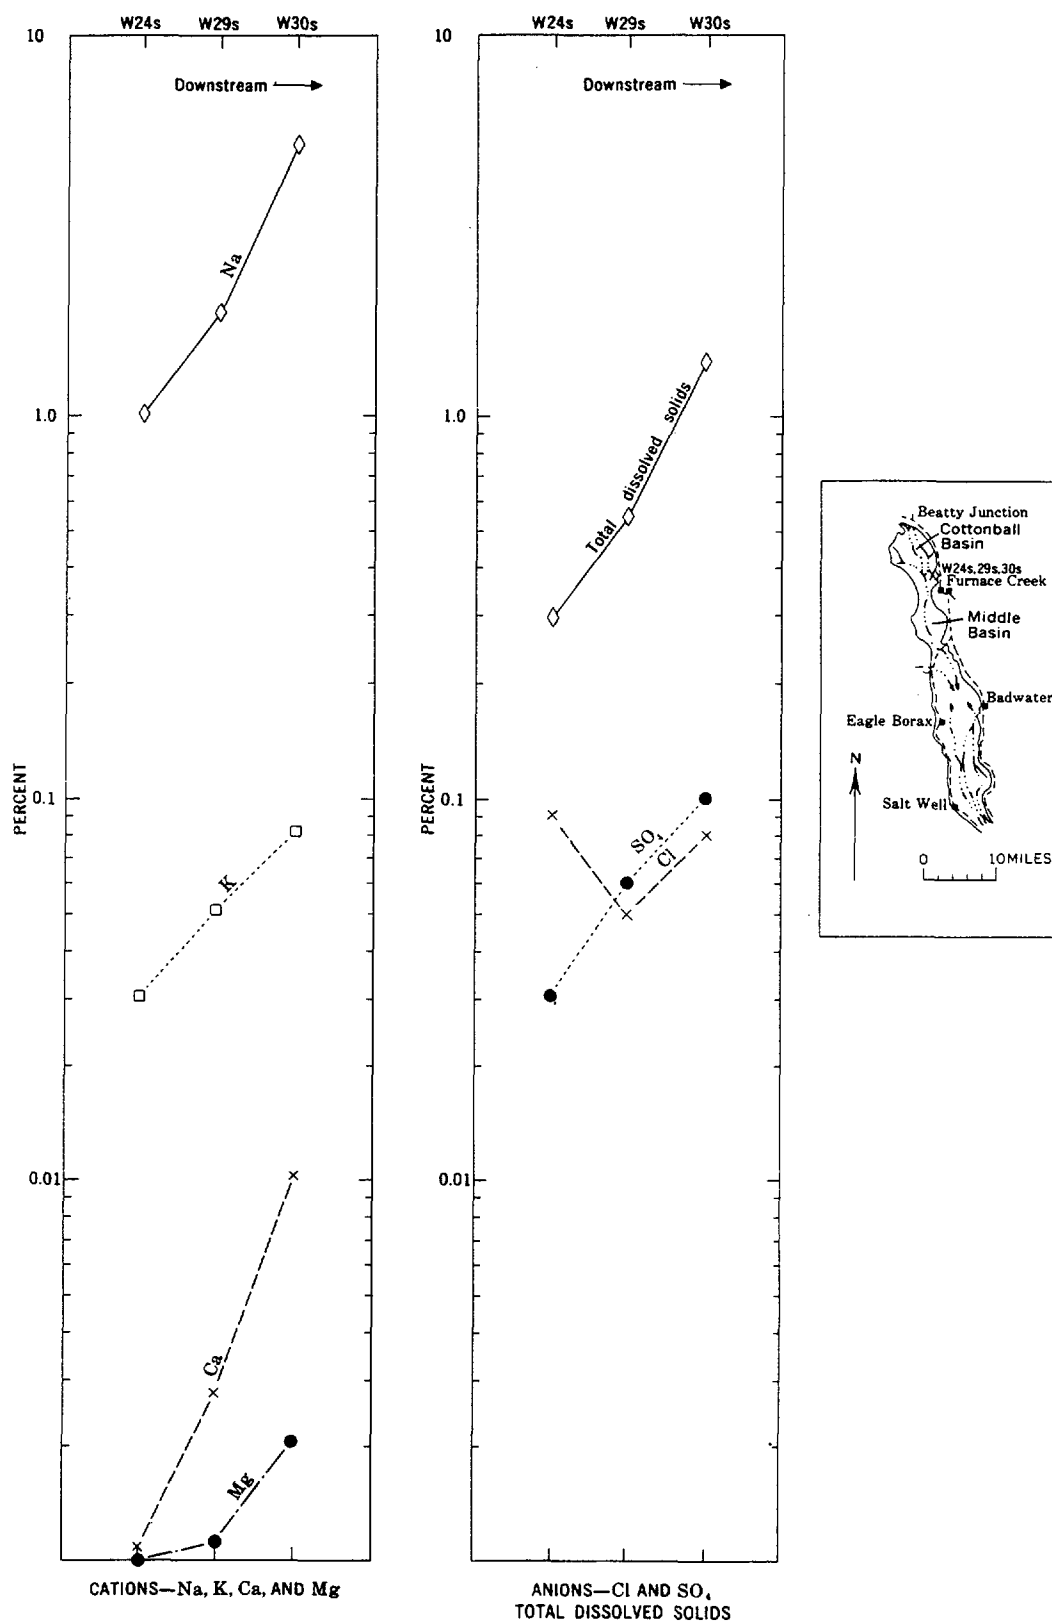 W24s W29s W30s
10
Downstream
Na
1.0
K
0.1
PERCENT
0.01
Ca
Mg
CATIONS—Na, K, Ca, AND Mg
W24s W29s W30s
10
Downstream
Total dissolved solids
1.0
0.1
PERCENT
SO₄
Cl
0.01
ANIONS—Cl AND SO₄
TOTAL DISSOLVED SOLIDS
Beatty Junction
Cottonball
Basin
W24s, 29s, 30s
Furnace Creek
Middle
Basin
Badwater
Eagle Borax
N
Salt Well
0 10 MILES